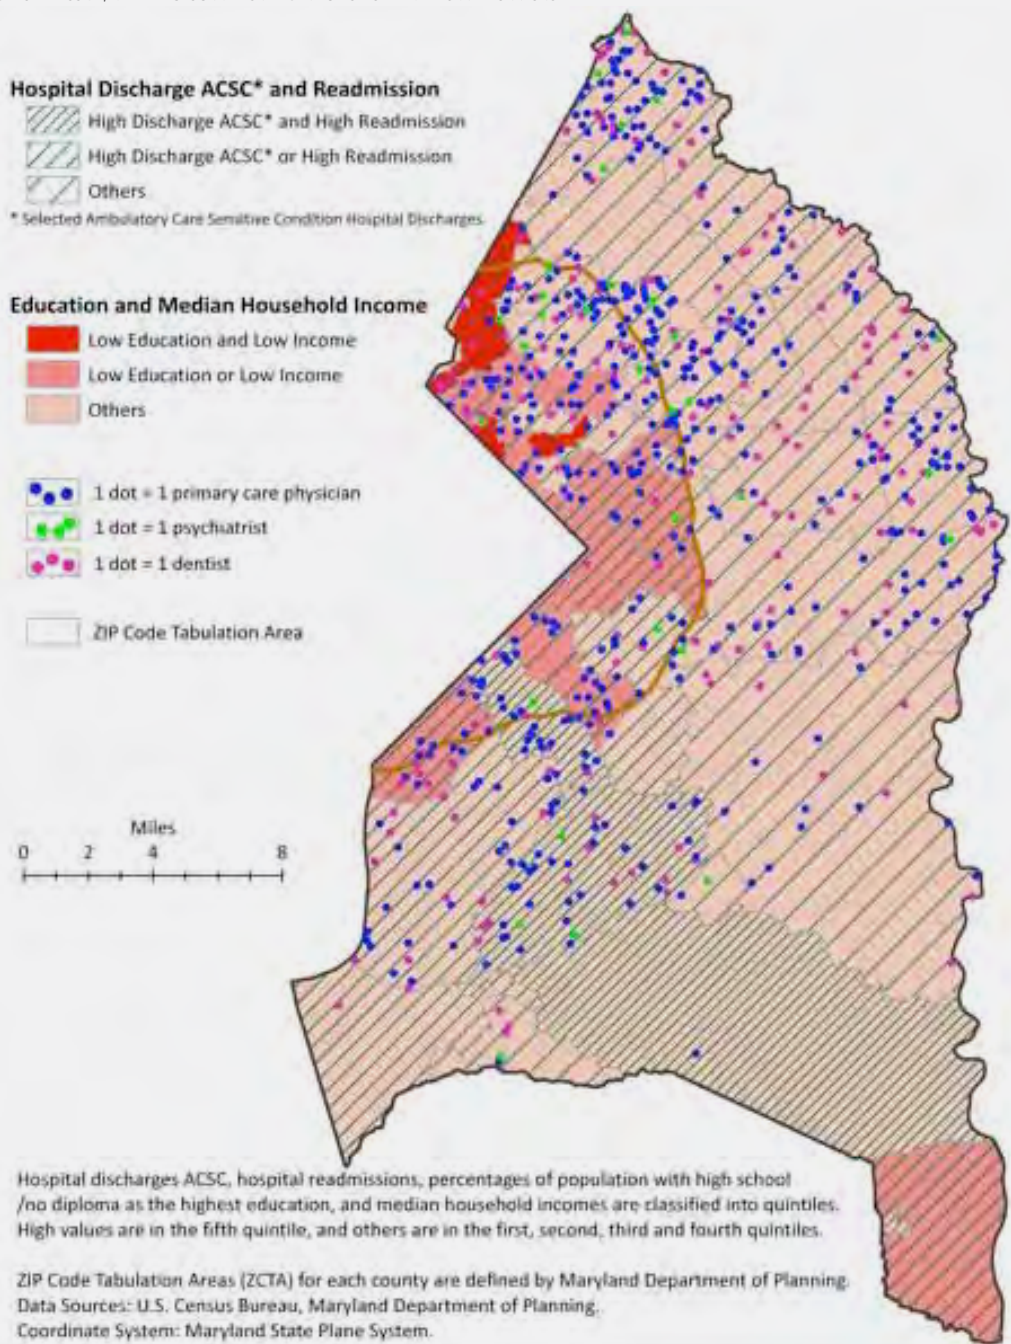 Hospital Discharge ACSC* and Readmission
High Discharge ACSC* and High Readmission
High Discharge ACSC* or High Readmission
Others
* Selected Ambulatory Care Sensitive Condition Hospital Discharges
Education and Median Household Income
Low Education and Low Income
Low Education or Low Income
Others
1 dot = 1 primary care physician
1 dot = 1 psychiatrist
1 dot = 1 dentist
ZIP Code Tabulation Area
Miles
0 2 4 8
Hospital discharges ACSC, hospital readmissions, percentages of population with high school
/no diploma as the highest education, and median household incomes are classified into quintiles.
High values are in the fifth quintile, and others are in the first, second, third and fourth quintiles.
ZIP Code Tabulation Areas (ZCTA) for each county are defined by Maryland Department of Planning.
Data Sources: U.S. Census Bureau, Maryland Department of Planning.
Coordinate System: Maryland State Plane System.